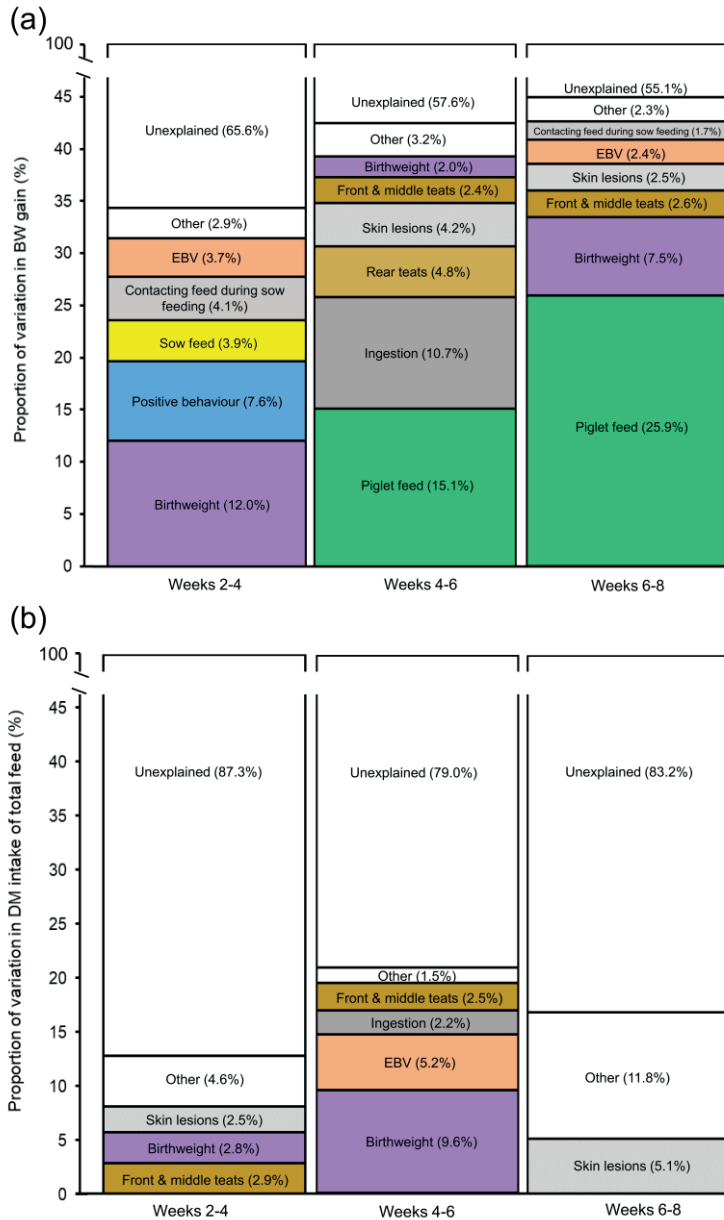 (a)
Proportion of variation in BW gain (%)
100
45
40
35
30
25
20
15
10
5
0
Unexplained (65.6%)
Other (2.9%)
EBV (3.7%)
Contacting feed during sow
feeding (4.1%)
Sow feed (3.9%)
Positive behaviour (7.6%)
Birthweight (12.0%)
Unexplained (57.6%)
Other (3.2%)
Birthweight (2.0%)
Front & middle teats (2.4%)
Skin lesions (4.2%)
Rear teats (4.8%)
Ingestion (10.7%)
Piglet feed (15.1%)
Unexplained (55.1%)
Other (2.3%)
Contacting feed during sow feeding (1.7%)
EBV (2.4%)
Skin lesions (2.5%)
Front & middle teats (2.6%)
Birthweight (7.5%)
Piglet feed (25.9%)
Weeks 2-4
Weeks 4-6
Weeks 6-8
(b)
Proportion of variation in DM intake of total feed (%)
100
45
40
35
30
25
20
15
10
5
0
Unexplained (87.3%)
Other (4.6%)
Skin lesions (2.5%)
Birthweight (2.8%)
Front & middle teats (2.9%)
Unexplained (79.0%)
Other (1.5%)
Front & middle teats (2.5%)
Ingestion (2.2%)
EBV (5.2%)
Birthweight (9.6%)
Unexplained (83.2%)
Other (11.8%)
Skin lesions (5.1%)
Weeks 2-4
Weeks 4-6
Weeks 6-8